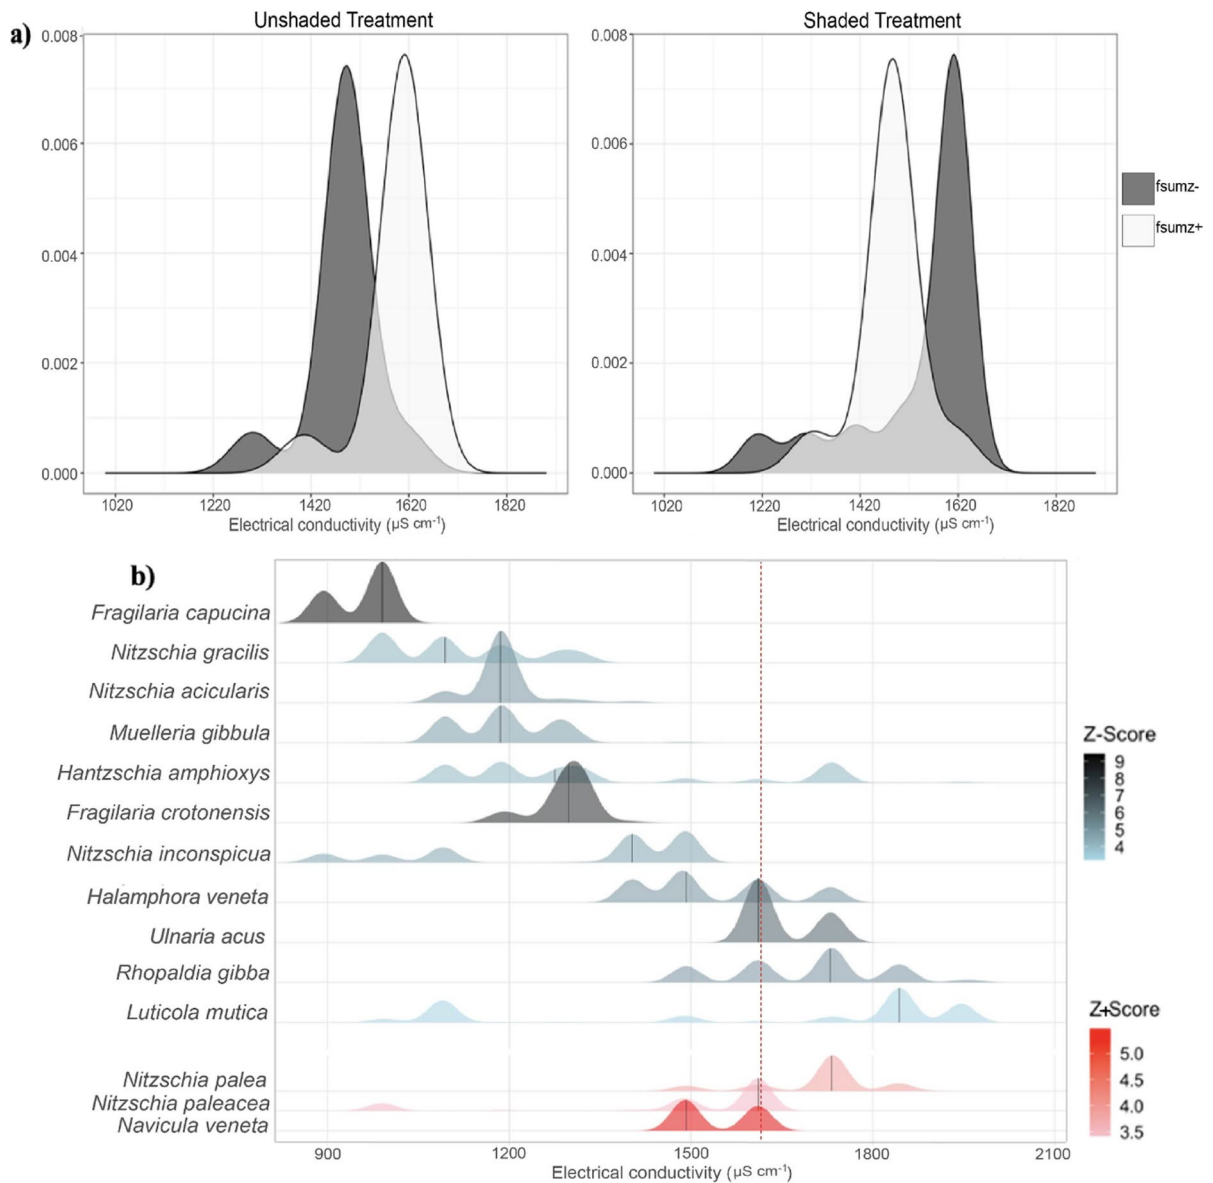 a)
Unshaded Treatment
Shaded Treatment
0.008
0.006
0.004
0.002
0.000
1020 1220 1420 1620 1820
Electrical conductivity (µS cm⁻¹)
0.008
0.006
0.004
0.002
0.000
1020 1220 1420 1620 1820
Electrical conductivity (µS cm⁻¹)
fsumz-
fsumz+
b)
Fragilaria capucina
Nitzschia gracilis
Nitzschia acicularis
Muelleria gibbula
Hantzschia amphioxys
Fragilaria crotonensis
Nitzschia inconspicua
Halamphora veneta
Ulnaria acus
Rhopaldia gibba
Luticola mutica
Nitzschia palea
Nitzschia paleacea
Navicula veneta
900 1200 1500 1800 2100
Electrical conductivity (µS cm⁻¹)
Z-Score
9
8
7
6
5
4
Z+Score
5.0
4.5
4.0
3.5